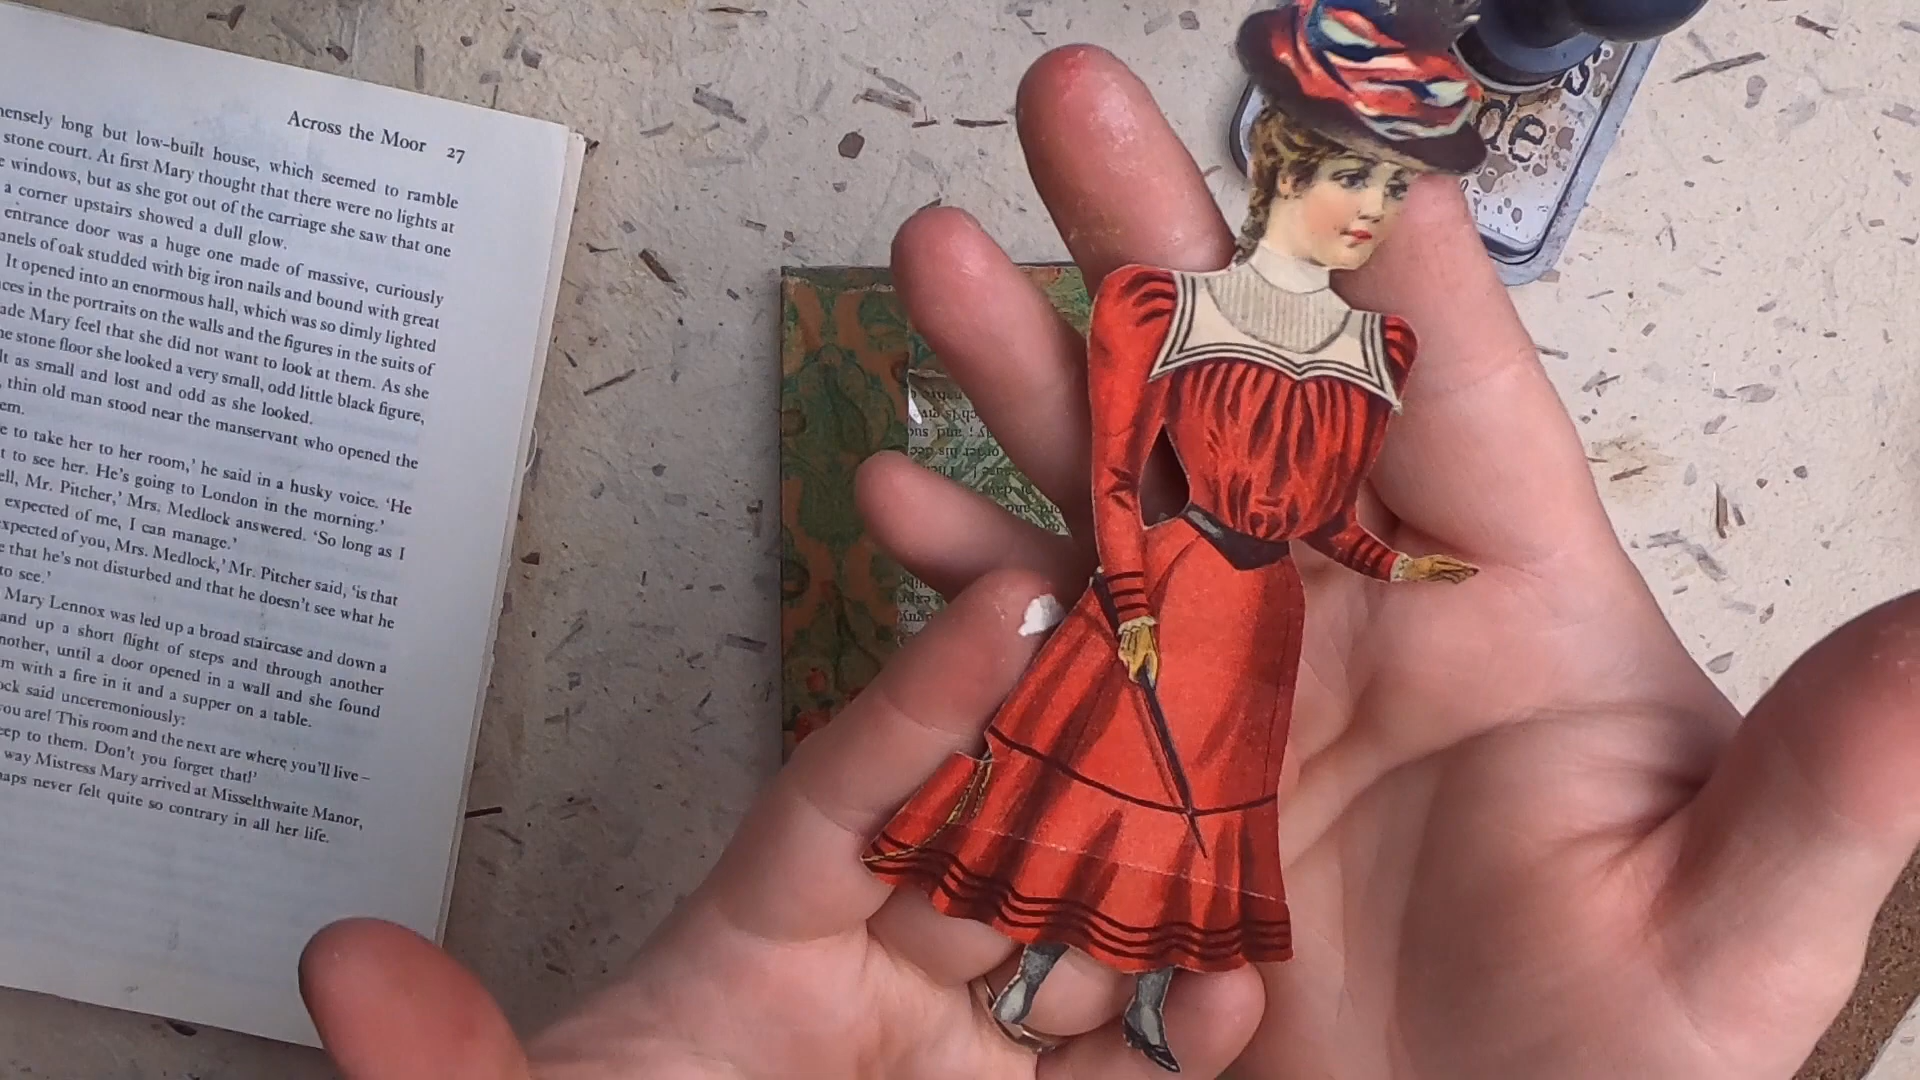 Across the Moor 27
mensely long but low-built house, which seemed to ramble
stone court. At first Mary thought that there were no lights at
e windows, but as she got out of the carriage she saw that one
a corner upstairs showed a dull glow.
entrance door was a huge one made of massive, curiously
anels of oak studded with big iron nails and bound with great
It opened into an enormous hall, which was so dimly lighted
ces in the portraits on the walls and the figures in the suits of
ade Mary feel that she did not want to look at them. As she
he stone floor she looked a very small, odd little black figure,
lt as small and lost and odd as she looked.
, thin old man stood near the manservant who opened the
em.
e to take her to her room,’ he said in a husky voice. ‘He
t to see her. He’s going to London in the morning.’
ell, Mr. Pitcher,’ Mrs. Medlock answered. ‘So long as I
expected of me, I can manage.’
xpected of you, Mrs. Medlock,’ Mr. Pitcher said, ‘is that
e that he’s not disturbed and that he doesn’t see what he
to see.’
Mary Lennox was led up a broad staircase and down a
and up a short flight of steps and through another
nother, until a door opened in a wall and she found
m with a fire in it and a supper on a table.
ock said unceremoniously:
you are! This room and the next are where you’ll live –
eep to them. Don’t you forget that!’
way Mistress Mary arrived at Misselthwaite Manor,
haps never felt quite so contrary in all her life.
de